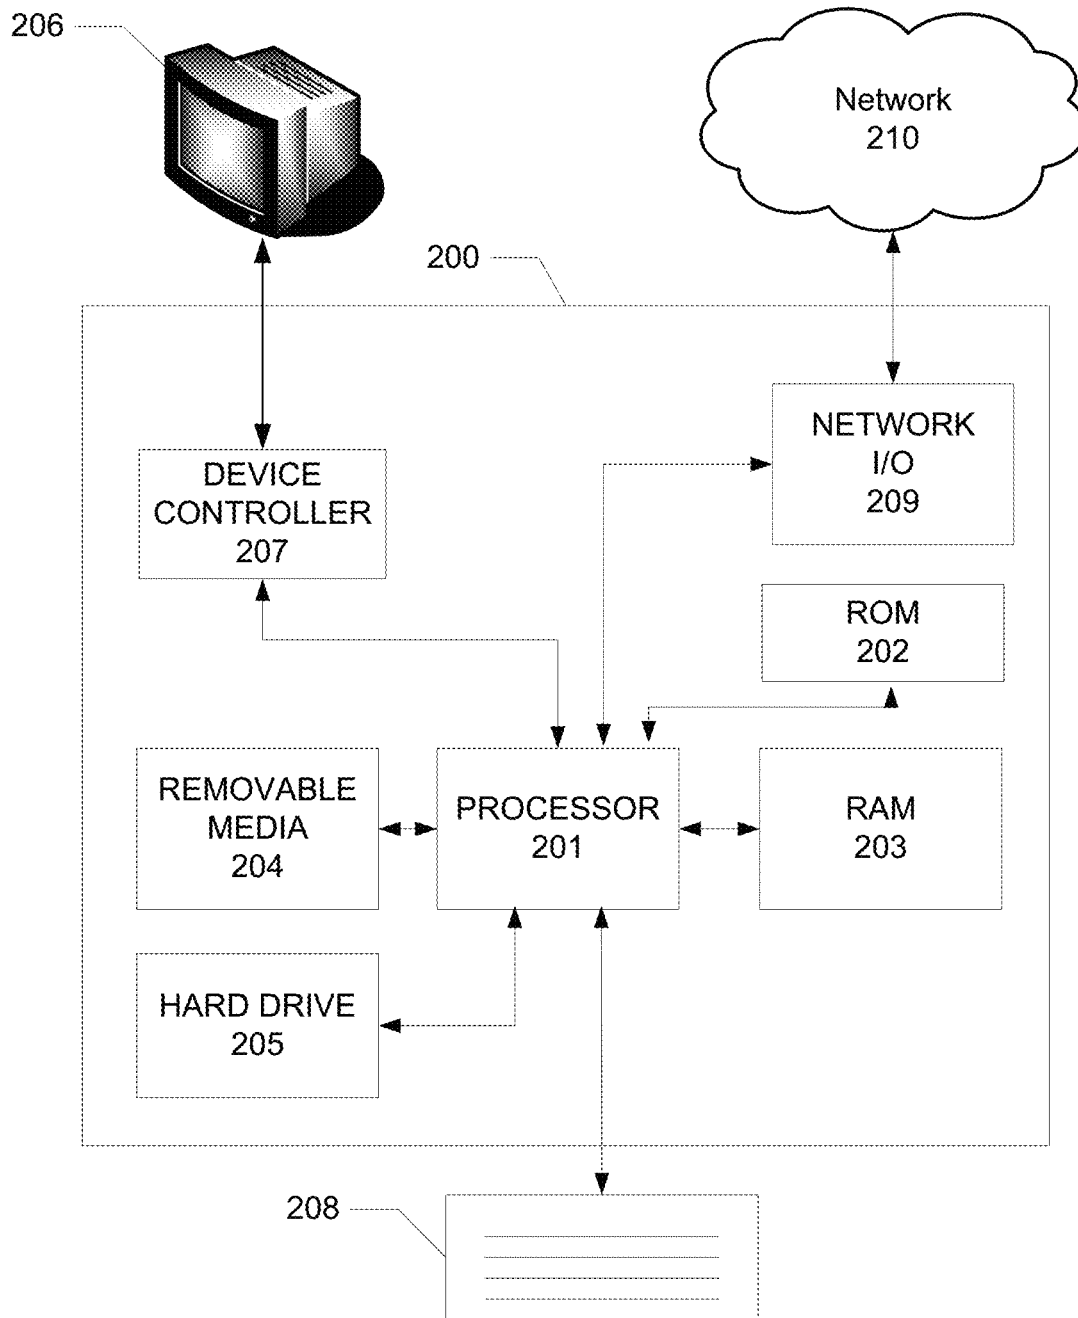 206
Network
210
200
NETWORK
I/O
209
DEVICE
CONTROLLER
207
ROM
202
REMOVABLE
MEDIA
204
PROCESSOR
201
RAM
203
HARD DRIVE
205
208